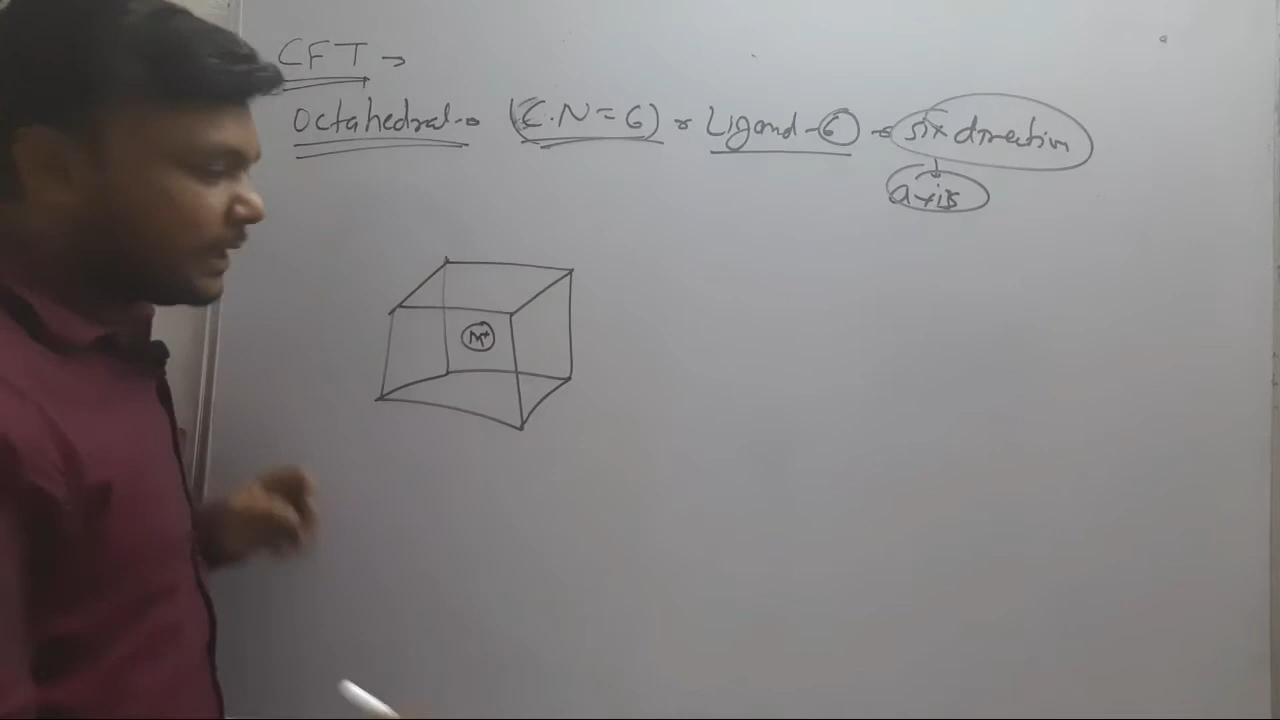 CFT →
Octahedral → (C.N = 6) → Ligand - 6 → six direction
↓
axis
M+